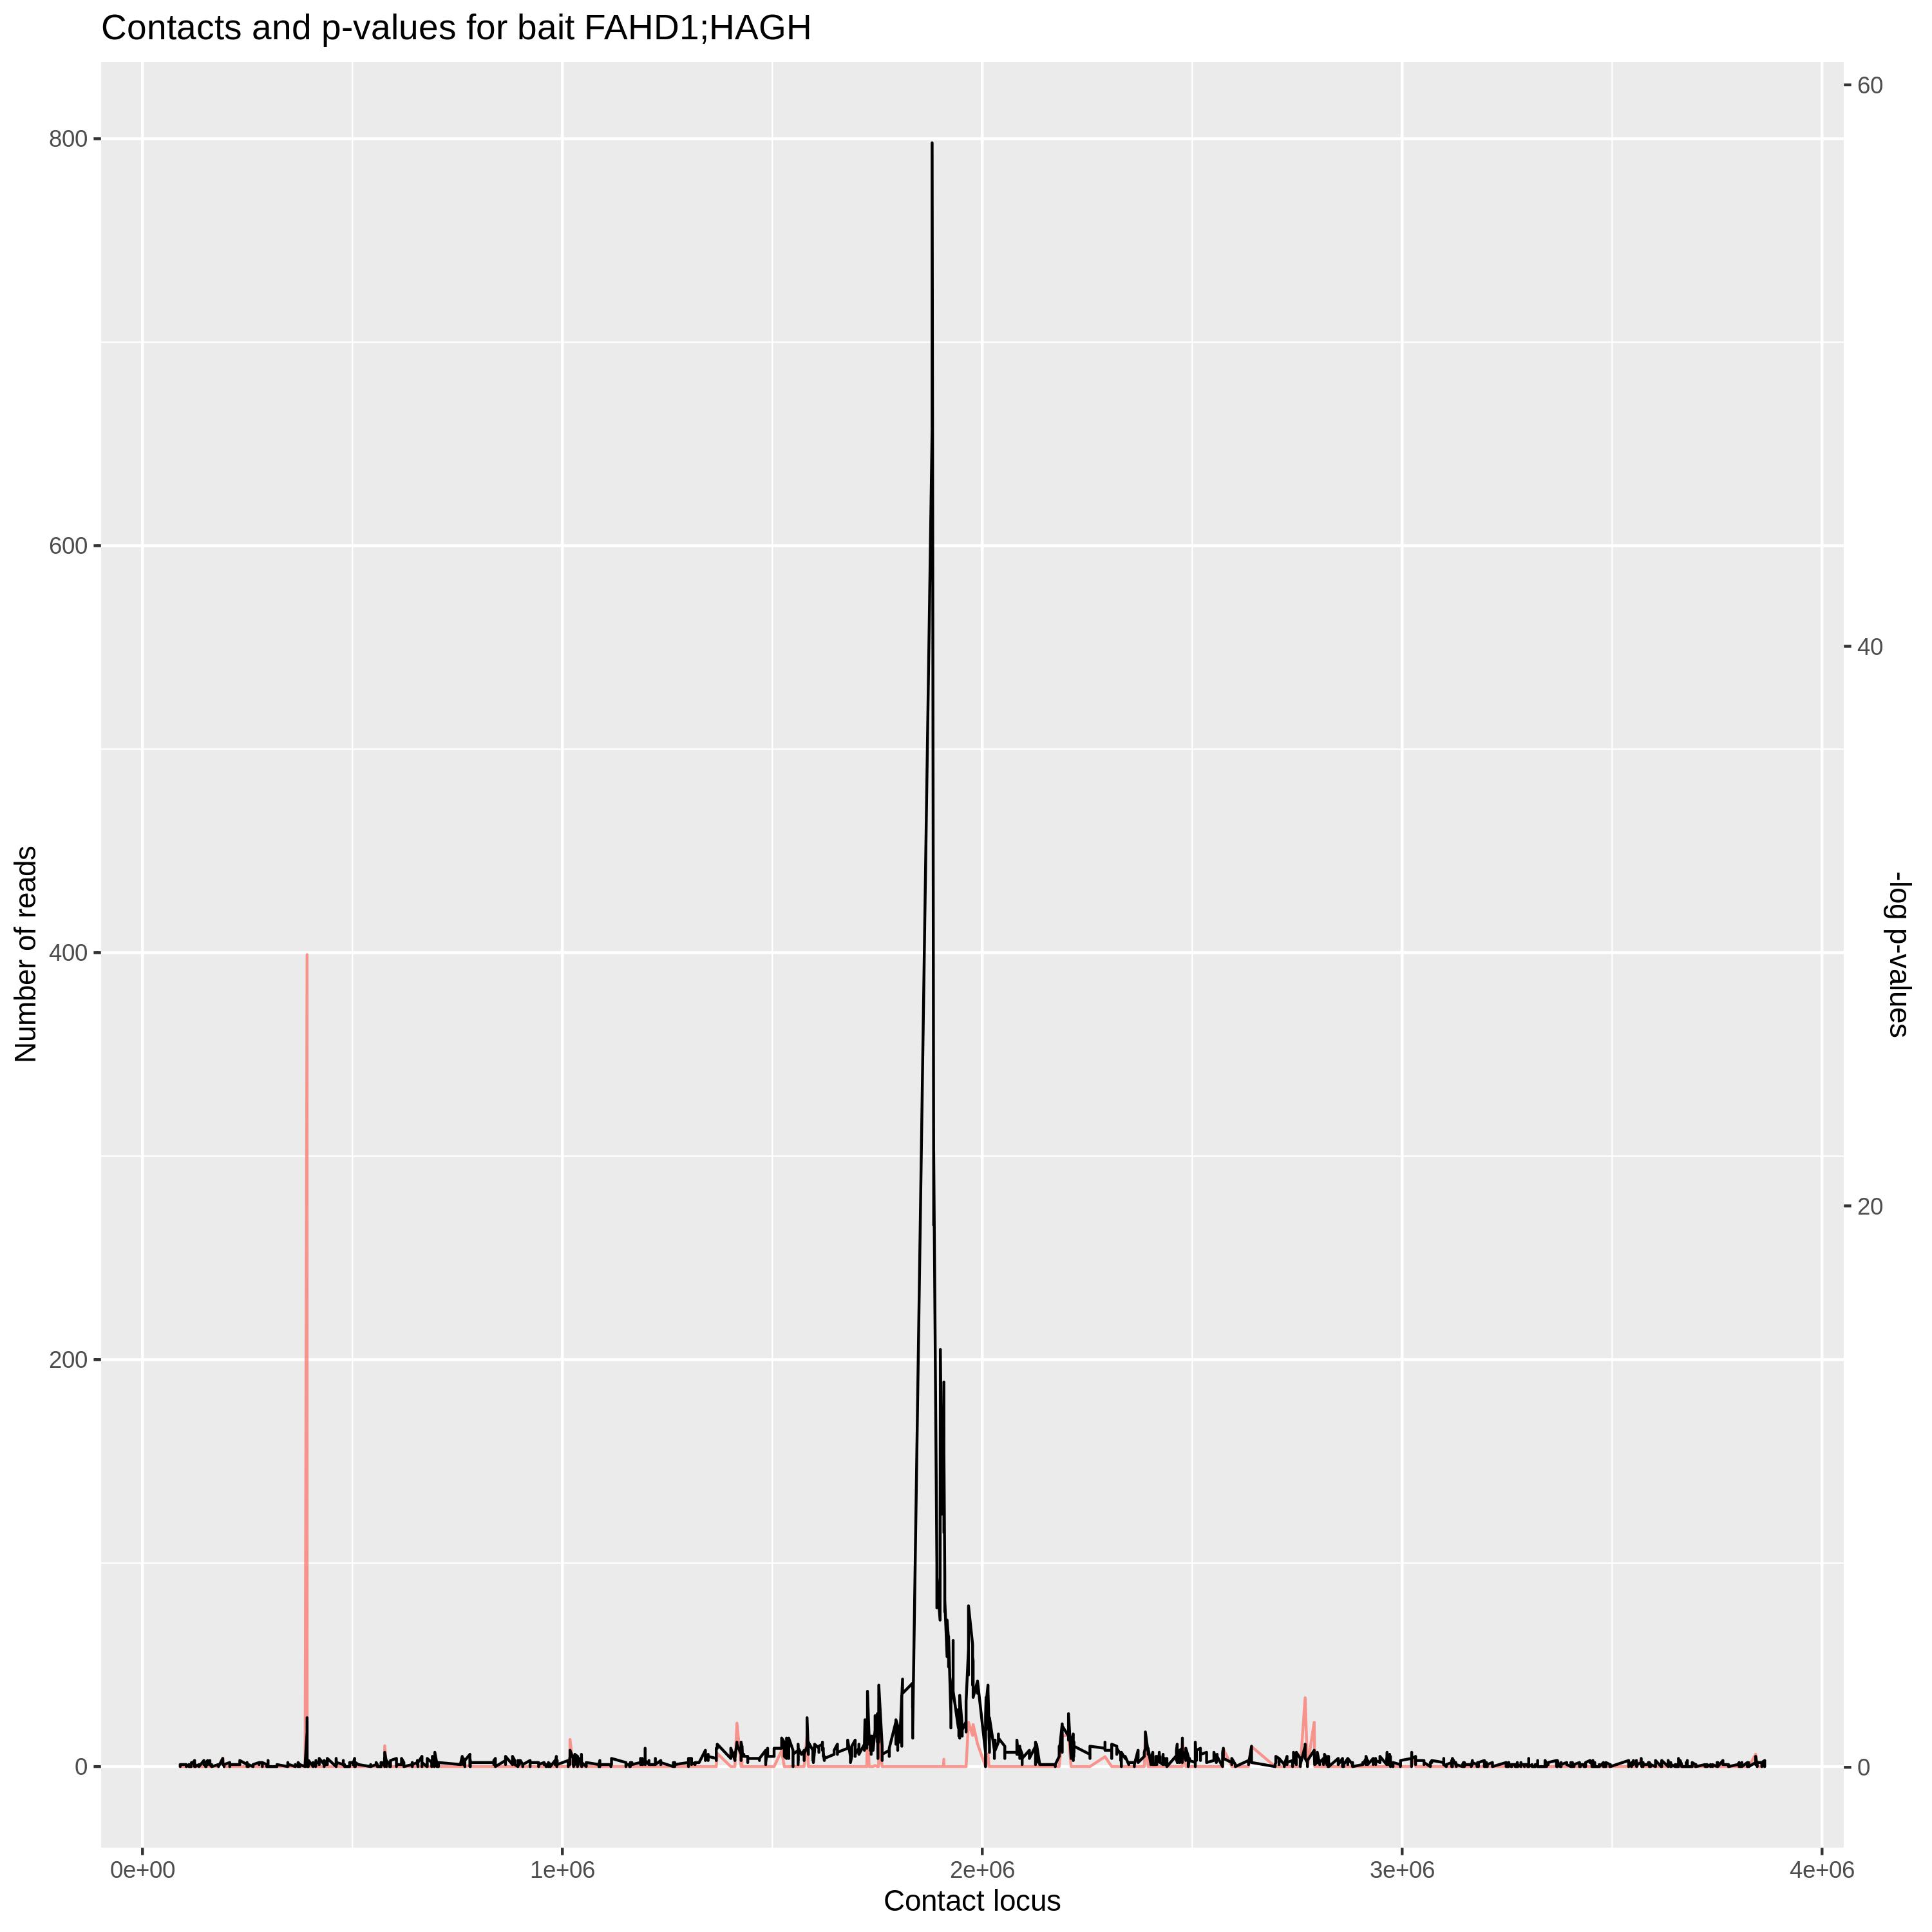 Contacts and p-values for bait FAHD1;HAGH
800
600
400
200
0
60
40
20
0
Number of reads
-log p-values
0e+00
1e+06
2e+06
3e+06
4e+06
Contact locus